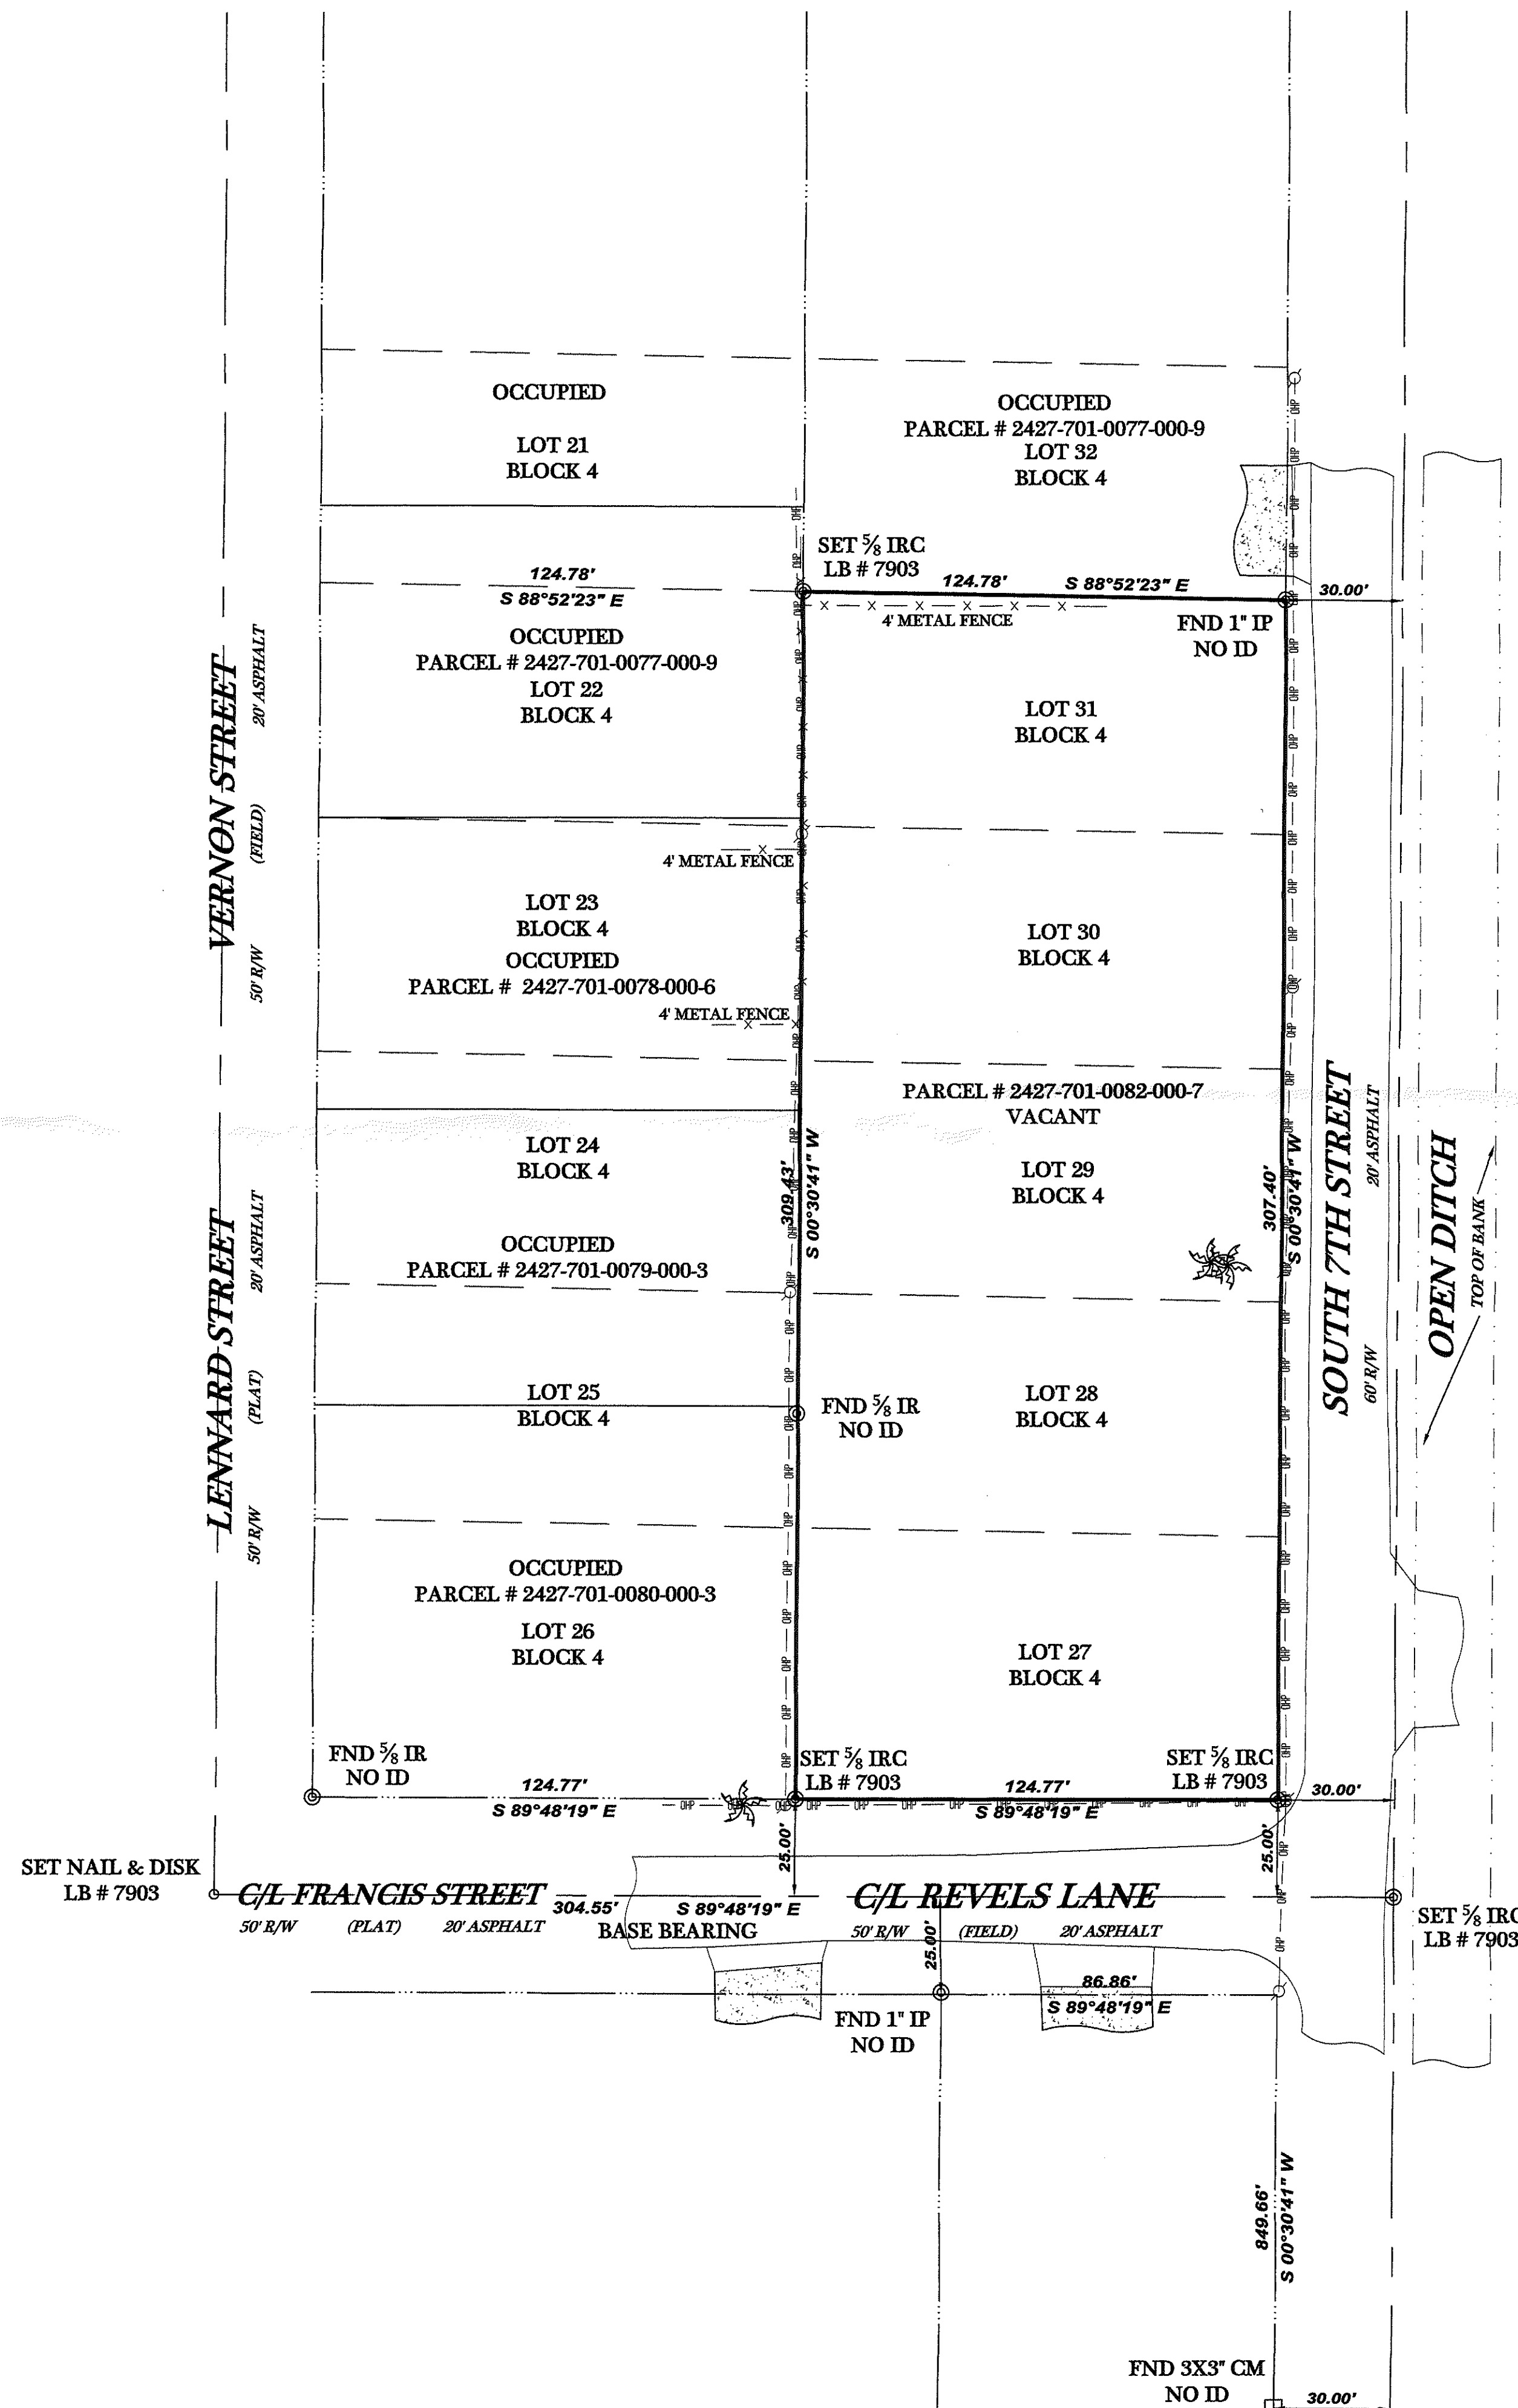 OCCUPIED
LOT 21
BLOCK 4
OCCUPIED
PARCEL # 2427-701-0077-000-9
LOT 32
BLOCK 4
SET ⅝ IRC
LB # 7903
124.78'
S 88°52'23" E
124.78'
S 88°52'23" E
30.00'
4' METAL FENCE
FND 1" IP
NO ID
OCCUPIED
PARCEL # 2427-701-0077-000-9
LOT 22
BLOCK 4
LOT 31
BLOCK 4
VERNON STREET
20' ASPHALT
(FIELD)
50' R/W
4' METAL FENCE
LOT 23
BLOCK 4
OCCUPIED
PARCEL # 2427-701-0078-000-6
4' METAL FENCE
LOT 30
BLOCK 4
PARCEL # 2427-701-0082-000-7
VACANT
LOT 29
BLOCK 4
LOT 24
BLOCK 4
OCCUPIED
PARCEL # 2427-701-0079-000-3
309.43'
S 00°30'41" W
307.40'
S 00°30'41" W
SOUTH 7TH STREET
20' ASPHALT
60' R/W
OPEN DITCH
TOP OF BANK
LENNARD STREET
20' ASPHALT
(PLAT)
50' R/W
LOT 25
BLOCK 4
FND ⅝ IR
NO ID
LOT 28
BLOCK 4
OCCUPIED
PARCEL # 2427-701-0080-000-3
LOT 26
BLOCK 4
LOT 27
BLOCK 4
FND ⅝ IR
NO ID
SET ⅝ IRC
LB # 7903
SET ⅝ IRC
LB # 7903
124.77'
S 89°48'19" E
124.77'
S 89°48'19" E
30.00'
25.00'
25.00'
OHP
SET NAIL & DISK
LB # 7903
C/L FRANCIS STREET
50' R/W (PLAT) 20' ASPHALT
304.55'
S 89°48'19" E
BASE BEARING
C/L REVELS LANE
50' R/W (FIELD) 20' ASPHALT
SET ⅝ IRC
LB # 7903
25.00'
86.86'
S 89°48'19" E
FND 1" IP
NO ID
849.66'
S 00°30'41" W
FND 3X3" CM
NO ID
30.00'